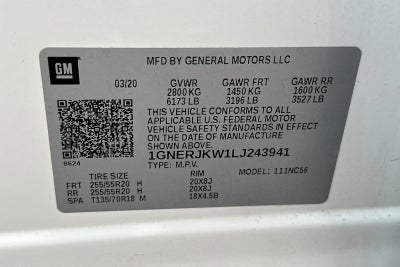 MFD BY GENERAL MOTORS LLC
GM
03/20 GVWR GAWR FRT GAWR RR
2800 KG 1450 KG 1600 KG
6173 LB 3196 LB 3527 LB
THIS VEHICLE CONFORMS TO ALL
APPLICABLE U.S. FEDERAL MOTOR
VEHICLE SAFETY STANDARDS IN EFFECT
ON THE DATE OF MANUFACTURE SHOWN ABOVE.
1GNERJKW1LJ243941
8624
TYPE: M.P.V. MODEL: 111NC56
TIRE SIZE RIM
FRT 255/55R20 H 20X8J
RR 255/55R20 H 20X8J
SPA T135/70R18 M 18X4.5B